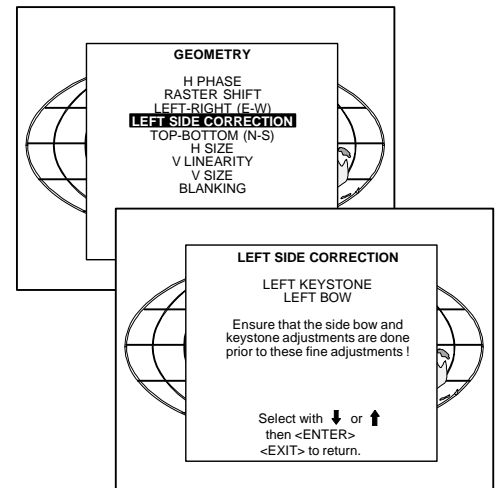 GEOMETRY
H PHASE
RASTER SHIFT
LEFT-RIGHT (E-W)
LEFT SIDE CORRECTION
TOP-BOTTOM (N-S)
H SIZE
V LINEARITY
V SIZE
BLANKING
LEFT SIDE CORRECTION
LEFT KEYSTONE
LEFT BOW
Ensure that the side bow and
keystone adjustments are done
prior to these fine adjustments !
Select with ⬇ or ⬆
then <ENTER>
<EXIT> to return.